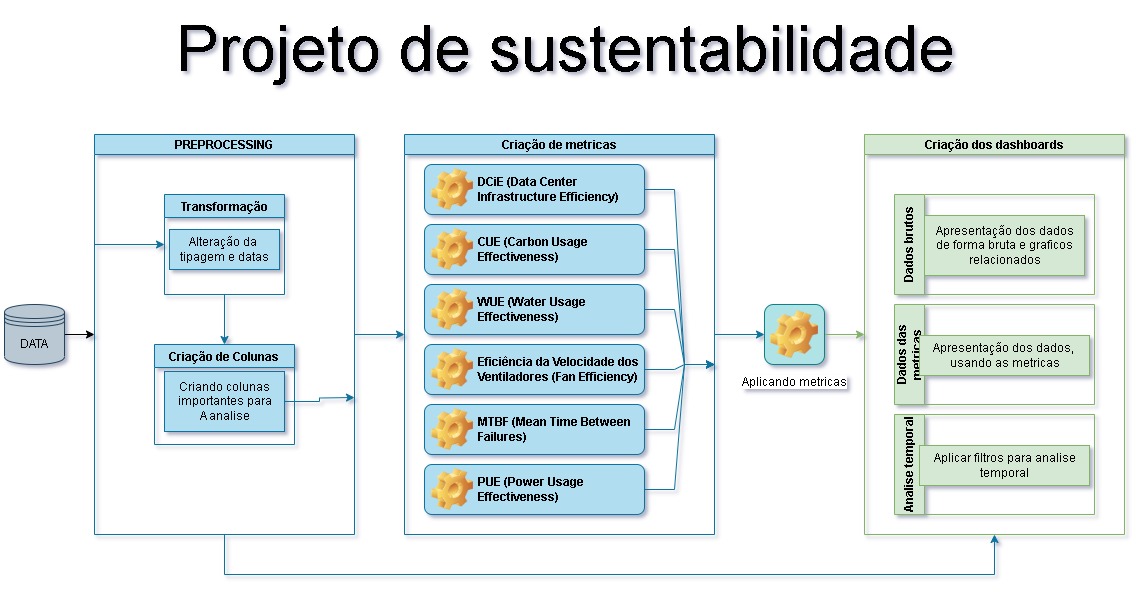 Projeto de sustentabilidade
PREPROCESSING
Transformação
Alteração da
tipagem e datas
DATA
Criação de Colunas
Criando colunas
importantes para
A analise
Criação de metricas
DCiE (Data Center
Infrastructure Efficiency)
CUE (Carbon Usage
Effectiveness)
WUE (Water Usage
Effectiveness)
Eficiência da Velocidade dos
Ventiladores (Fan Efficiency)
MTBF (Mean Time Between
Failures)
PUE (Power Usage
Effectiveness)
Aplicando metricas
Criação dos dashboards
Dados brutos
Apresentação dos dados
de forma bruta e graficos
relacionados
Dados das
metricas
Apresentação dos dados,
usando as metricas
Analise temporal
Aplicar filtros para analise
temporal